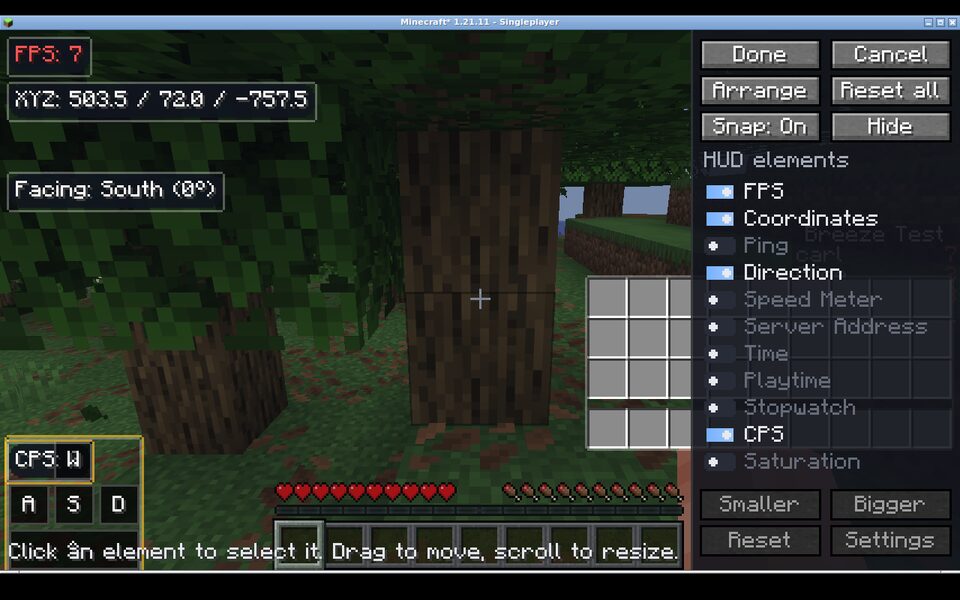 Minecraft* 1.21.11 - Singleplayer
FPS: 7
XYZ: 503.5 / 72.0 / -757.5
Facing: South (0°)
Done
Cancel
Arrange
Reset all
Snap: On
Hide
HUD elements
FPS
Coordinates
Ping
Breeze Test
carl
Direction
Speed Meter
Server Address
Time
Playtime
Stopwatch
CPS
Saturation
CPS: W
A S D
Click an element to select it. Drag to move, scroll to resize.
Smaller
Bigger
Reset
Settings